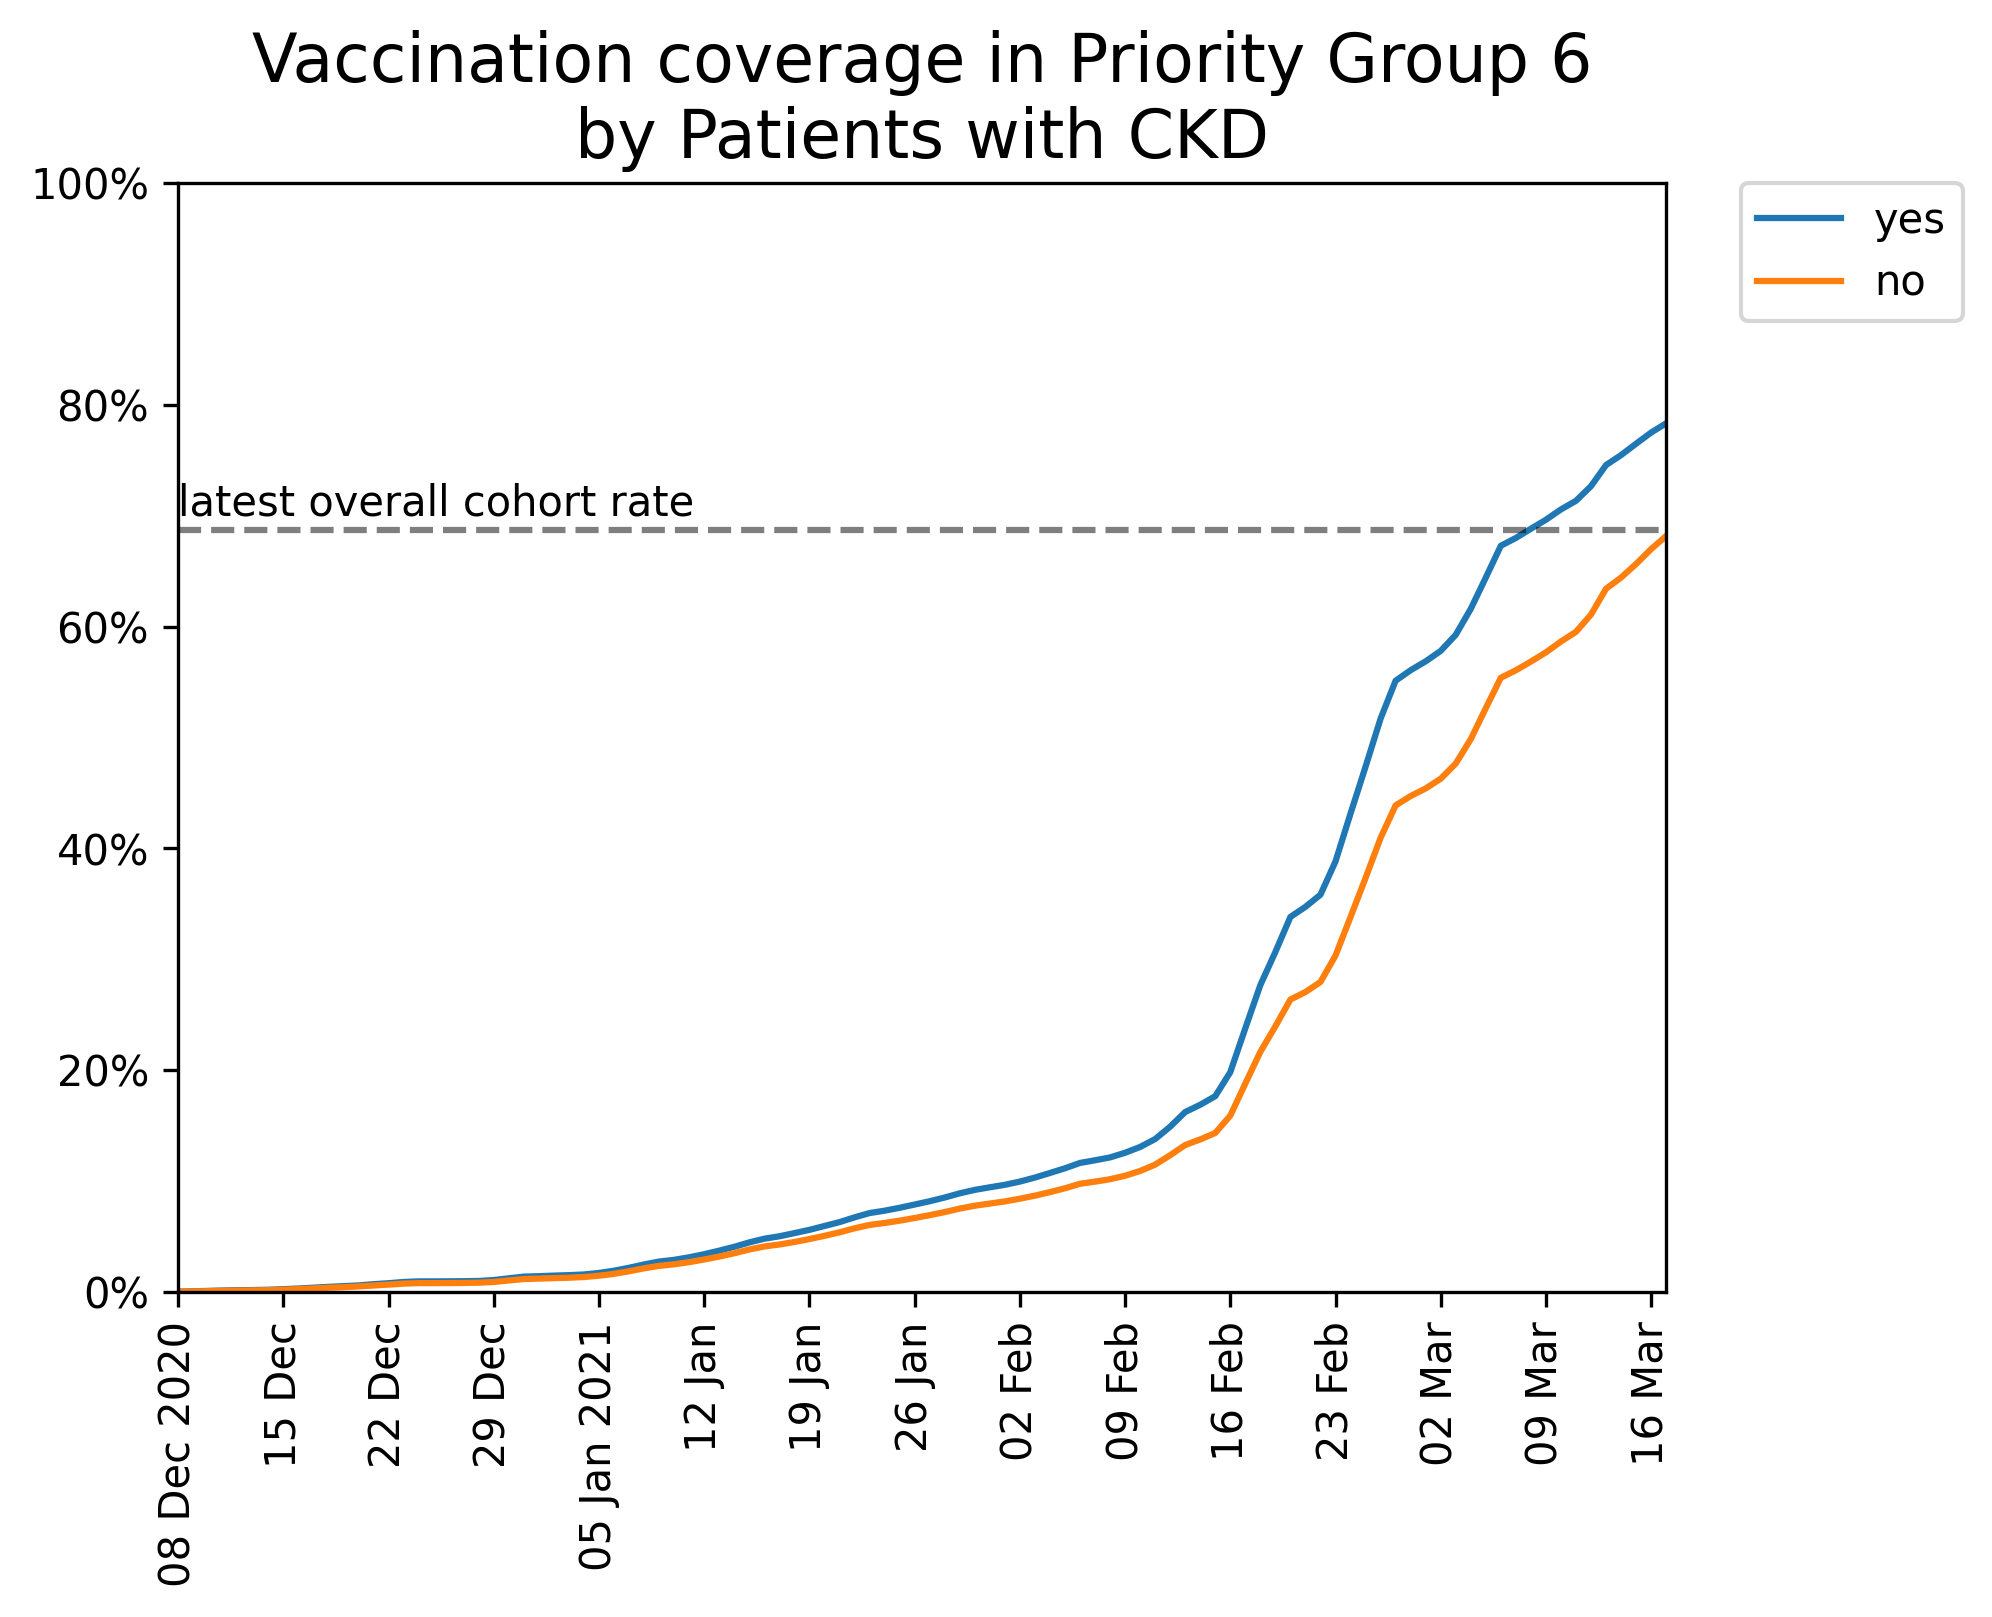 Vaccination coverage in Priority Group 6
by Patients with CKD
100%
80%
60%
40%
20%
0%
latest overall cohort rate
yes
no
08 Dec 2020
15 Dec
22 Dec
29 Dec
05 Jan 2021
12 Jan
19 Jan
26 Jan
02 Feb
09 Feb
16 Feb
23 Feb
02 Mar
09 Mar
16 Mar